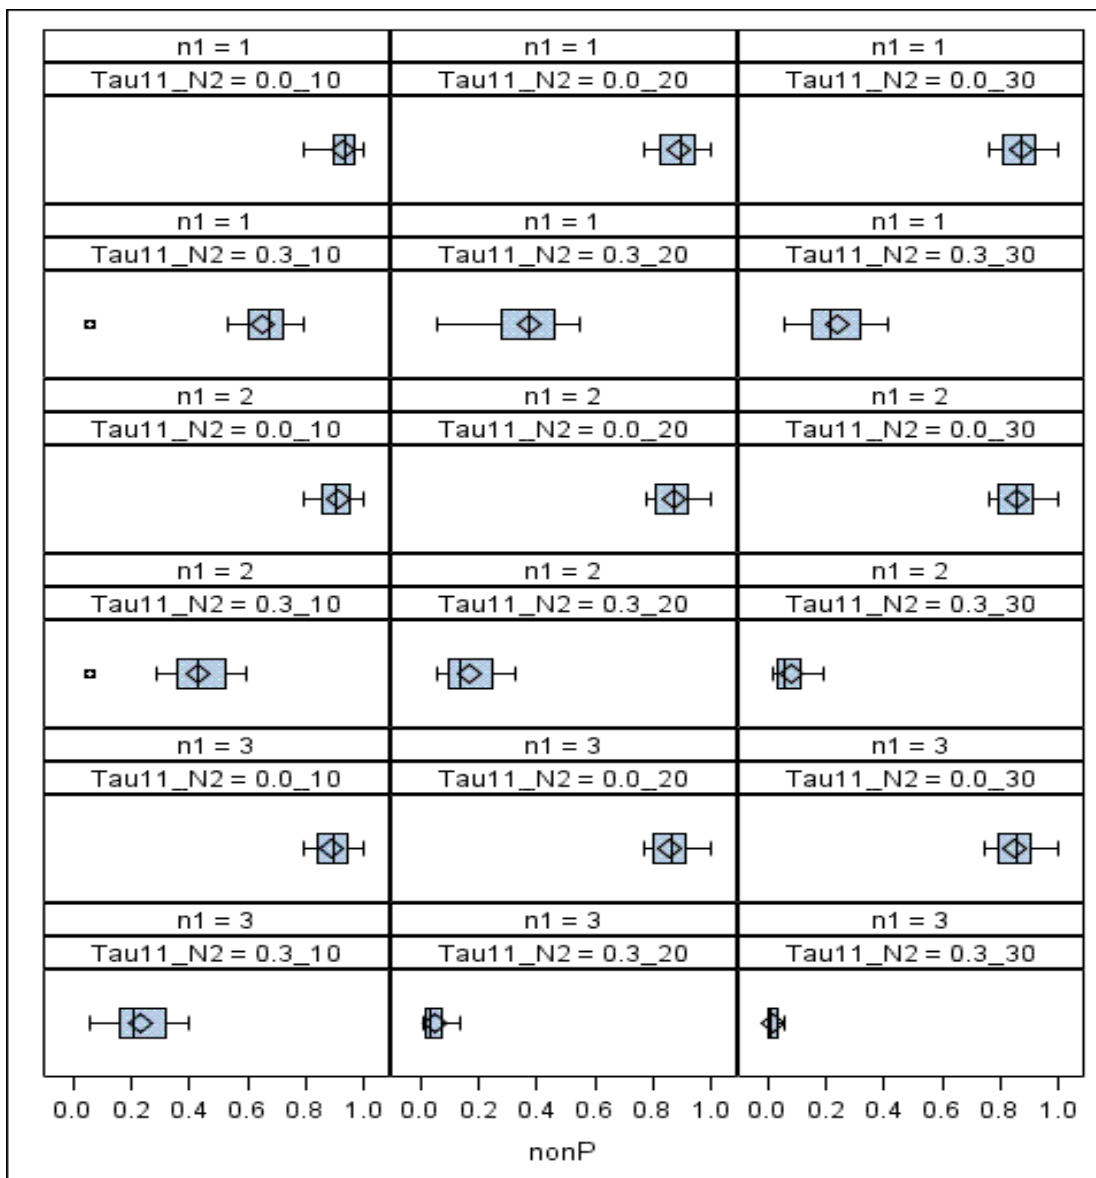 n1 = 1 n1 = 1 n1 = 1
Tau11_N2 = 0.0_10 Tau11_N2 = 0.0_20 Tau11_N2 = 0.0_30
n1 = 1 n1 = 1 n1 = 1
Tau11_N2 = 0.3_10 Tau11_N2 = 0.3_20 Tau11_N2 = 0.3_30
n1 = 2 n1 = 2 n1 = 2
Tau11_N2 = 0.0_10 Tau11_N2 = 0.0_20 Tau11_N2 = 0.0_30
n1 = 2 n1 = 2 n1 = 2
Tau11_N2 = 0.3_10 Tau11_N2 = 0.3_20 Tau11_N2 = 0.3_30
n1 = 3 n1 = 3 n1 = 3
Tau11_N2 = 0.0_10 Tau11_N2 = 0.0_20 Tau11_N2 = 0.0_30
n1 = 3 n1 = 3 n1 = 3
Tau11_N2 = 0.3_10 Tau11_N2 = 0.3_20 Tau11_N2 = 0.3_30
0.0 0.2 0.4 0.6 0.8 1.0 0.0 0.2 0.4 0.6 0.8 1.0 0.0 0.2 0.4 0.6 0.8 1.0
nonP